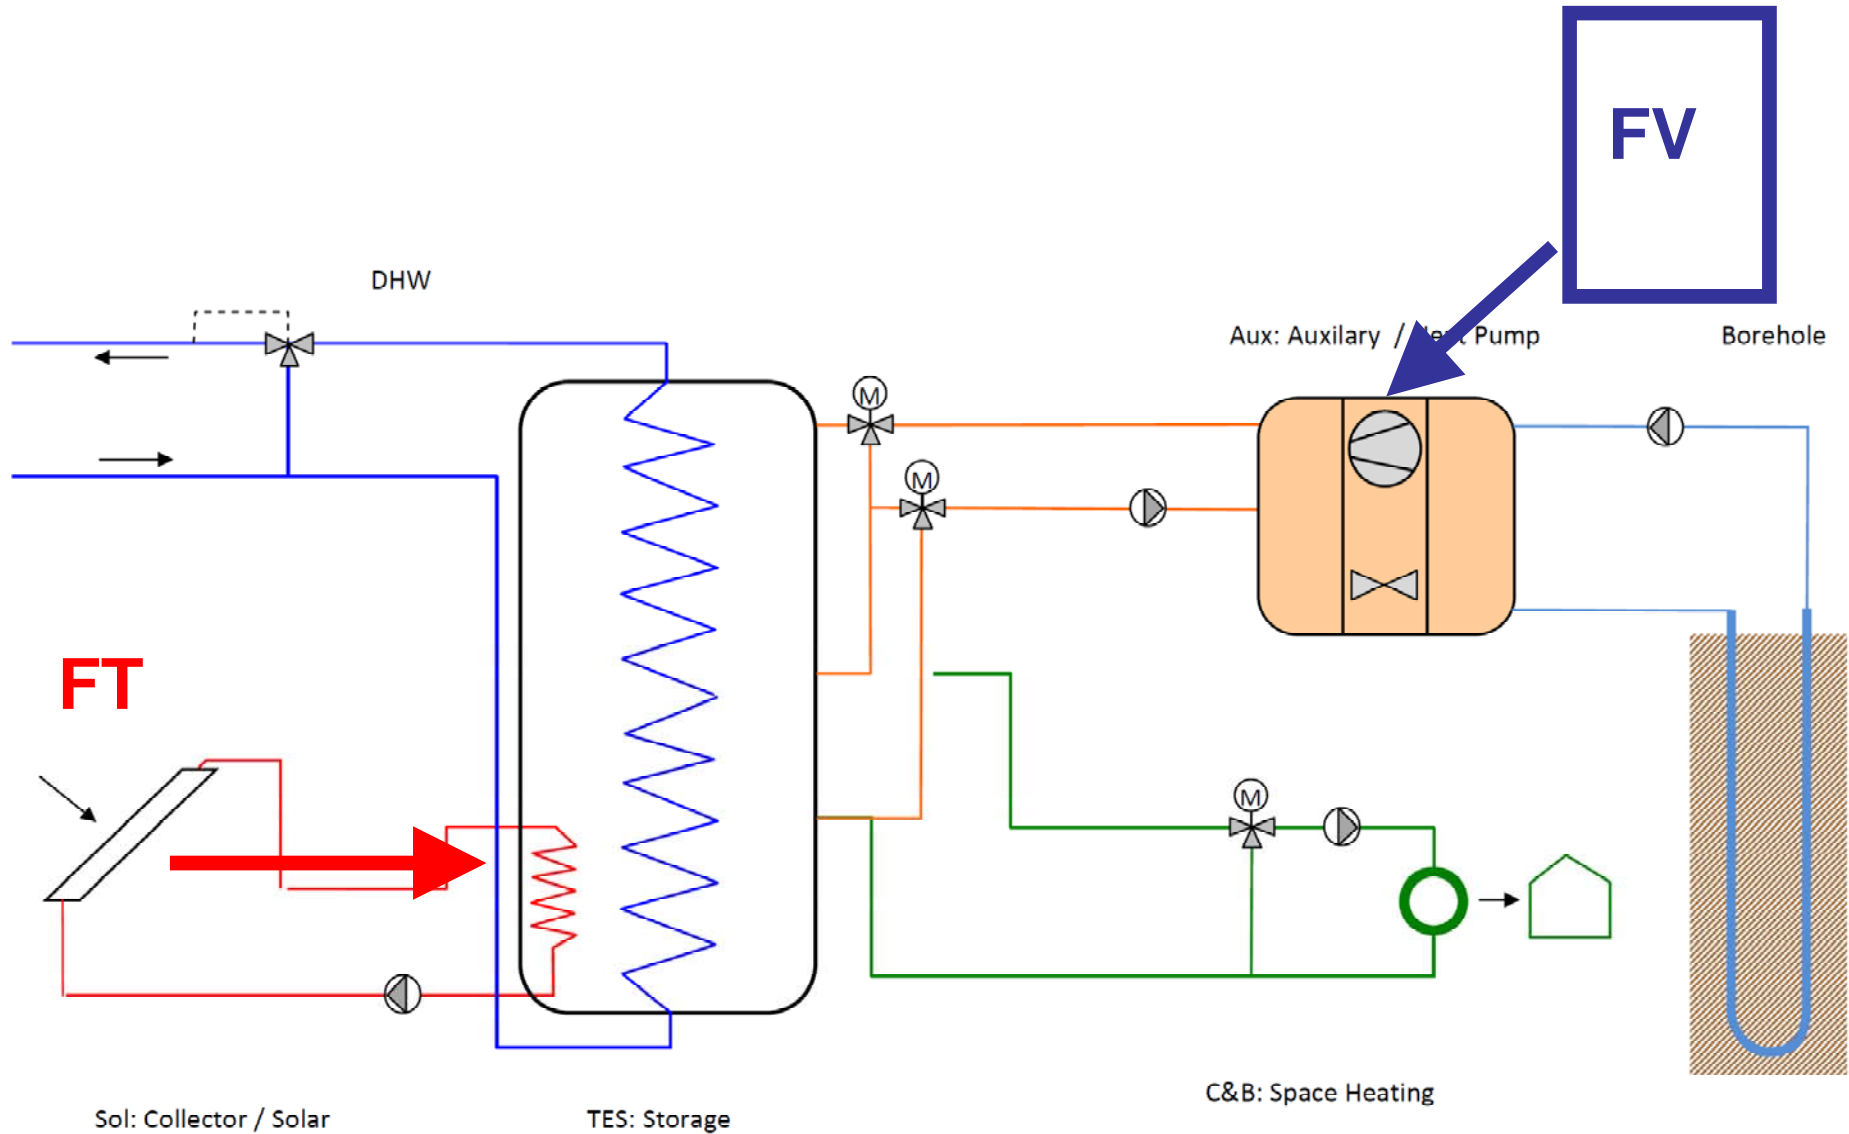 FV
DHW
Aux: Auxilary / Pump
Borehole
M
M
FT
M
C&B: Space Heating
Sol: Collector / Solar
TES: Storage